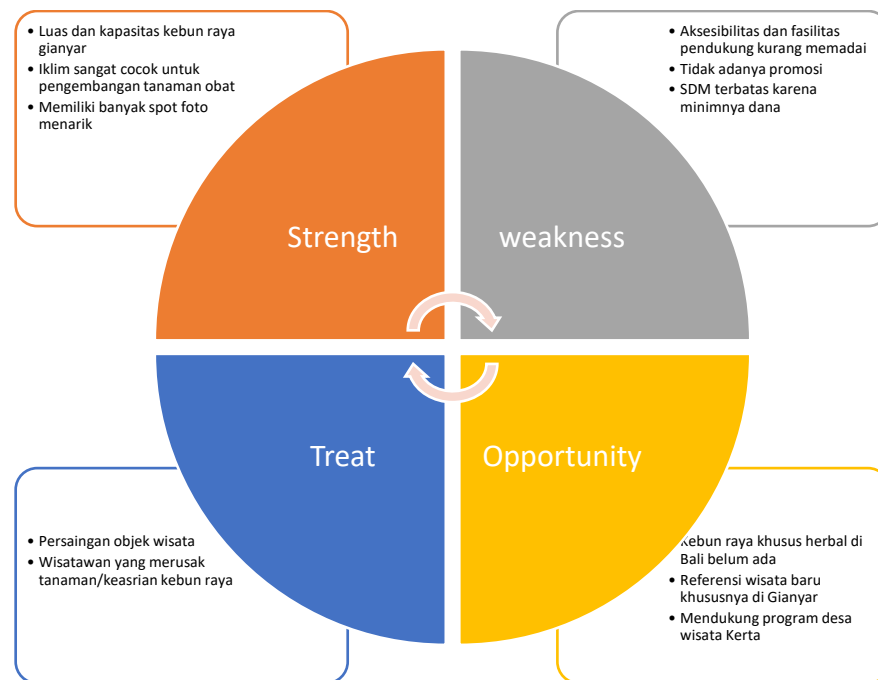 • Luas dan kapasitas kebun raya
gianyar
• Iklim sangat cocok untuk
pengembangan tanaman obat
• Memiliki banyak spot foto
menarik
• Aksesibilitas dan fasilitas
pendukung kurang memadai
• Tidak adanya promosi
• SDM terbatas karena
minimnya dana
Strength
weakness
Treat
Opportunity
• Persaingan objek wisata
• Wisatawan yang merusak
tanaman/keasrian kebun raya
Kebun raya khusus herbal di
Bali belum ada
• Referensi wisata baru
khususnya di Gianyar
• Mendukung program desa
wisata Kerta